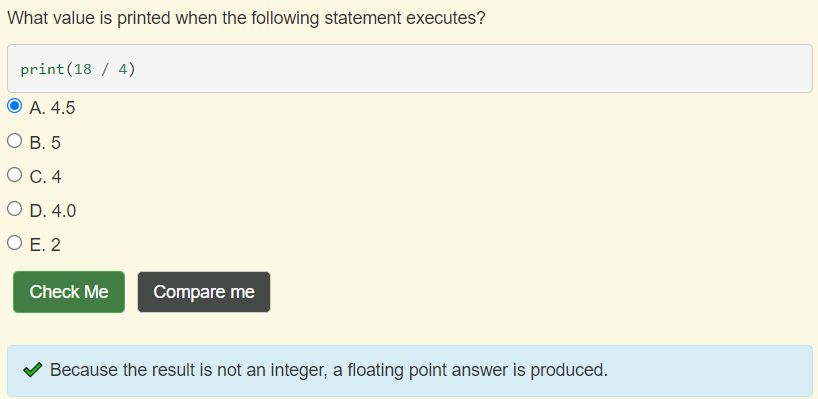 What value is printed when the following statement executes?
print(18 / 4)
A. 4.5
B. 5
C. 4
D. 4.0
E. 2
Check Me
Compare me
Because the result is not an integer, a floating point answer is produced.